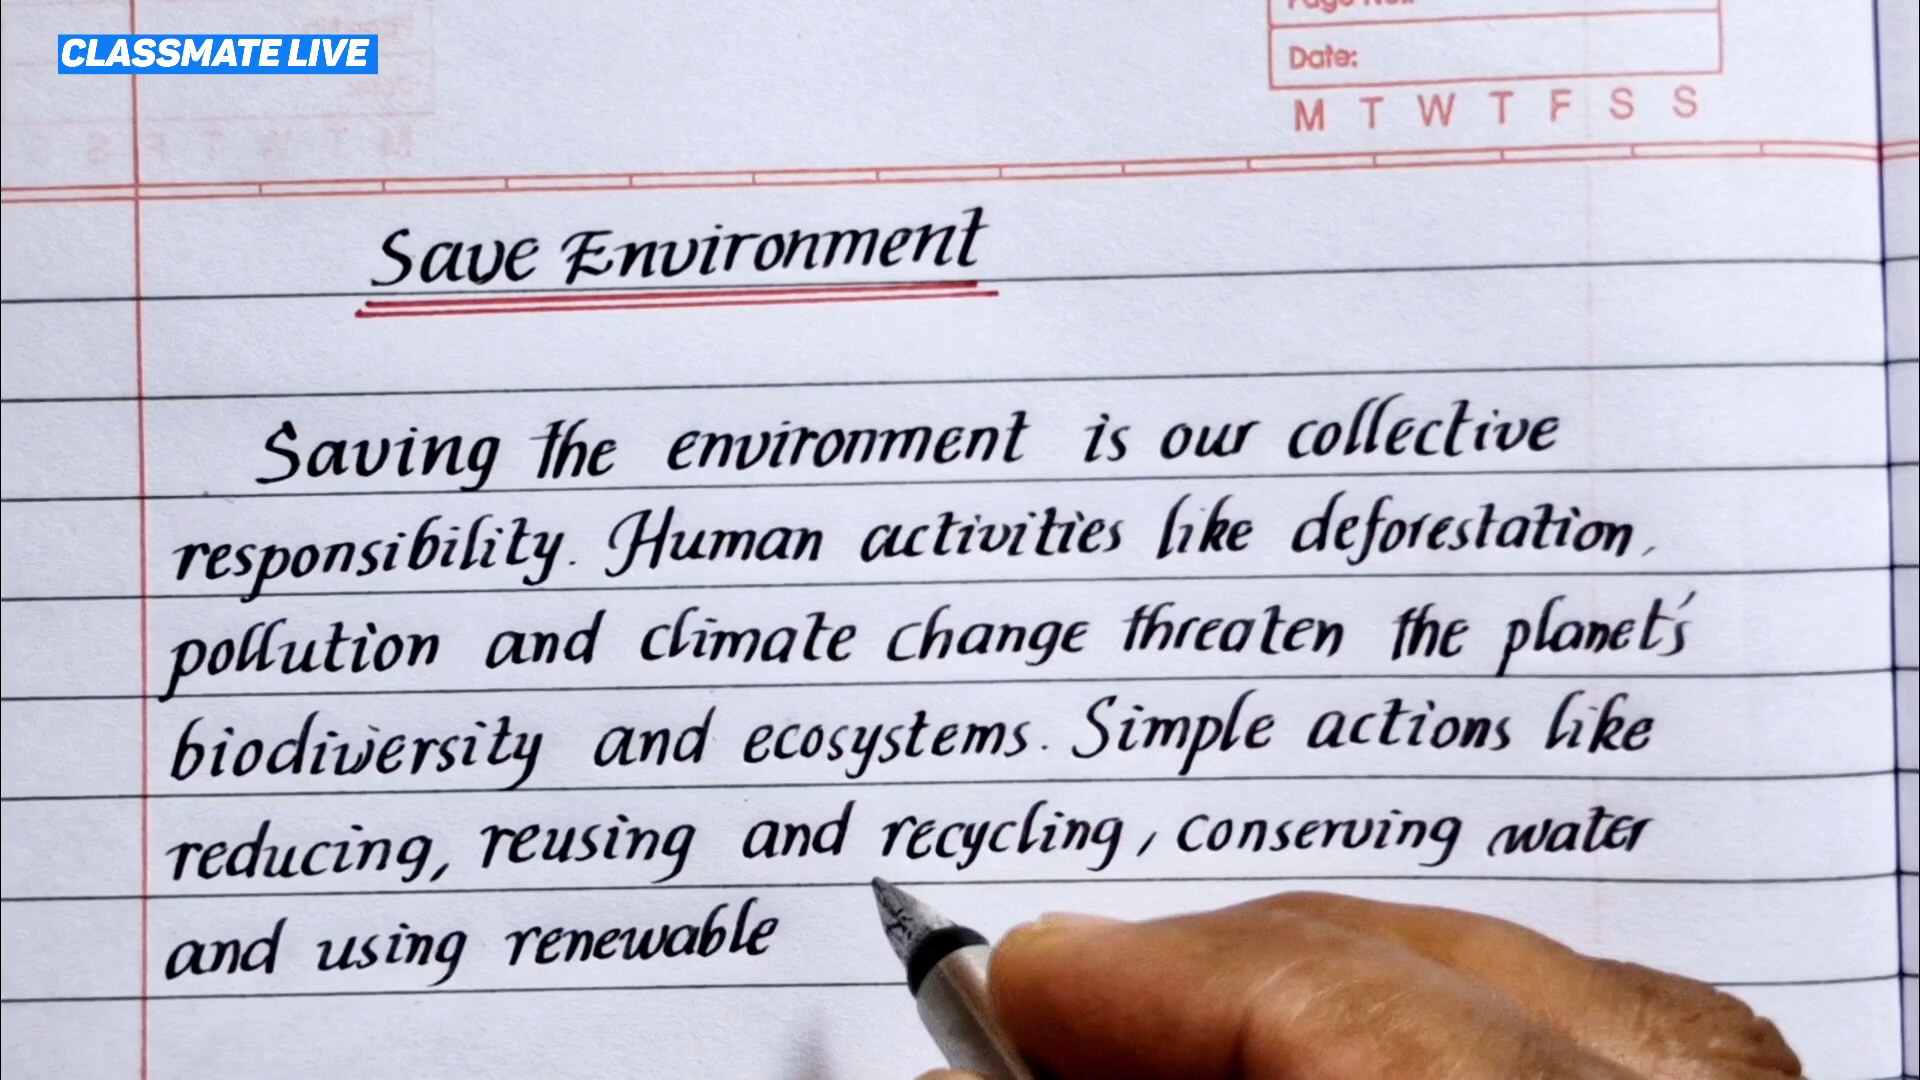 CLASSMATE LIVE
Date:
M T W T F S S
Save Environment
Saving the environment is our collective
responsibility. Human activities like deforestation,
pollution and climate change threaten the planet's
biodiversity and ecosystems. Simple actions like
reducing, reusing and recycling, conserving water
and using renewable